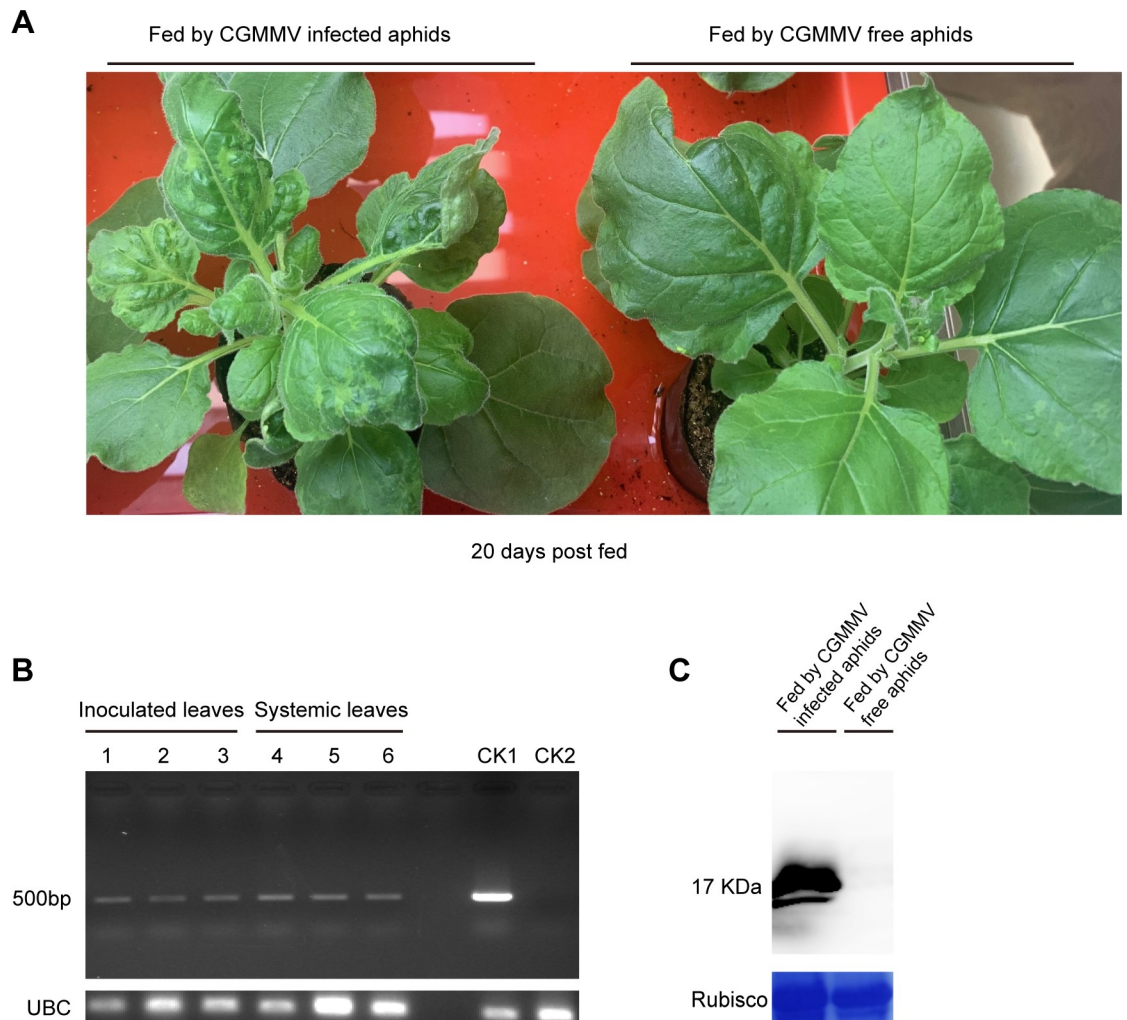 A
Fed by CGMMV infected aphids Fed by CGMMV free aphids
20 days post fed
B
Inoculated leaves Systemic leaves
1 2 3 4 5 6 CK1 CK2
500bp
UBC
C
Fed by CGMMV
infected aphids
Fed by CGMMV
free aphids
17 KDa
Rubisco